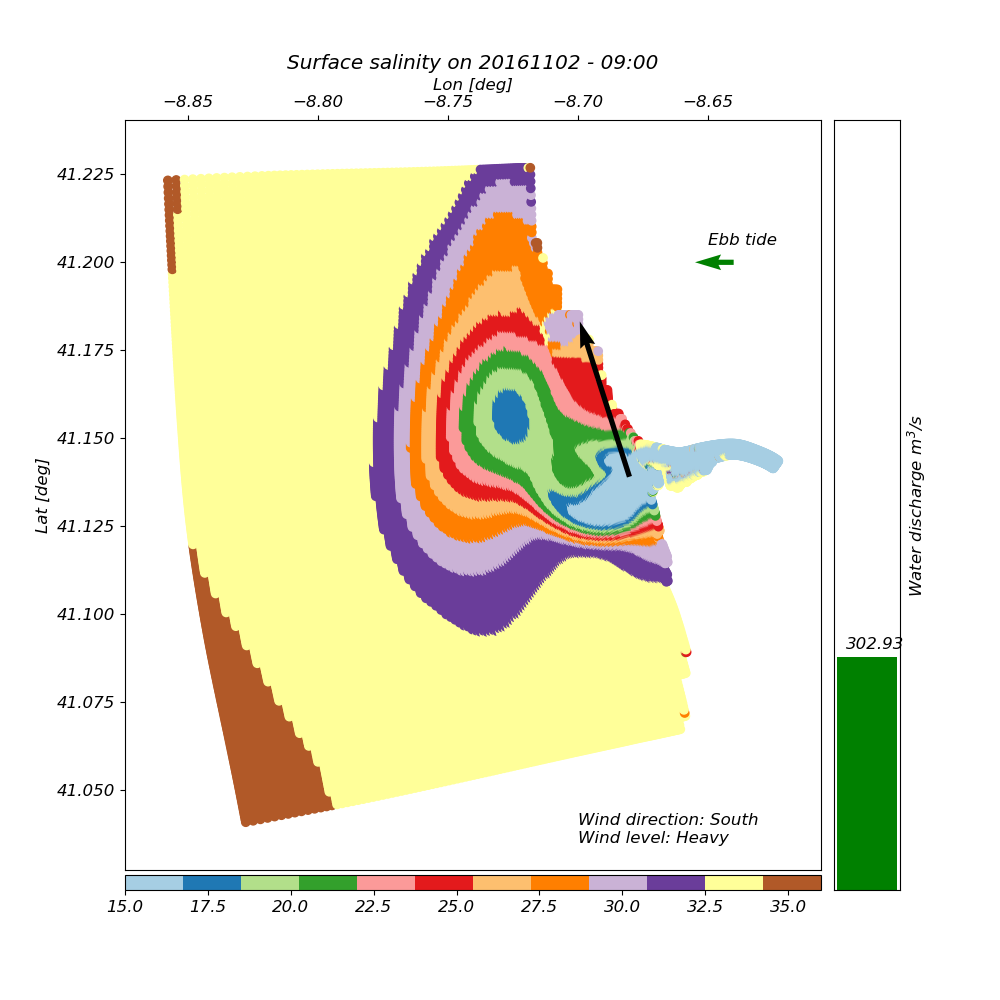 Surface salinity on 20161102 - 09:00
Lon [deg]
−8.85 −8.80 −8.75 −8.70 −8.65
41.225
Ebb tide
41.200
41.175
41.150
Lat [deg]
41.125
41.100
41.075
41.050
Water discharge m³/s
302.93
Wind direction: South
Wind level: Heavy
15.0 17.5 20.0 22.5 25.0 27.5 30.0 32.5 35.0